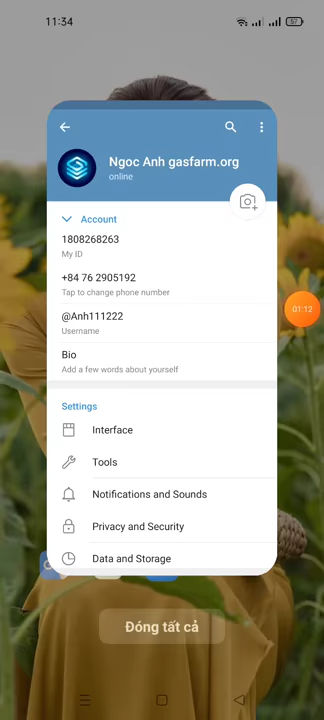 11:34
57
Ngoc Anh gasfarm.org
online
Account
1808268263
My ID
+84 76 2905192
Tap to change phone number
@Anh111222
Username
Bio
Add a few words about yourself
01:12
Settings
Interface
Tools
Notifications and Sounds
Privacy and Security
Data and Storage
Đóng tất cả